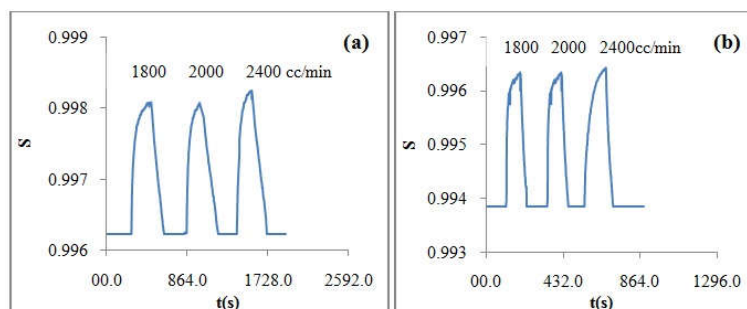 (a)
0.999
1800 2000 2400 cc/min
0.998
S
0.997
0.996
00.0 864.0 1728.0 2592.0
t(s)
(b)
0.997
1800 2000 2400cc/min
0.996
0.995
S
0.994
0.993
00.0 432.0 864.0 1296.0
t(s)